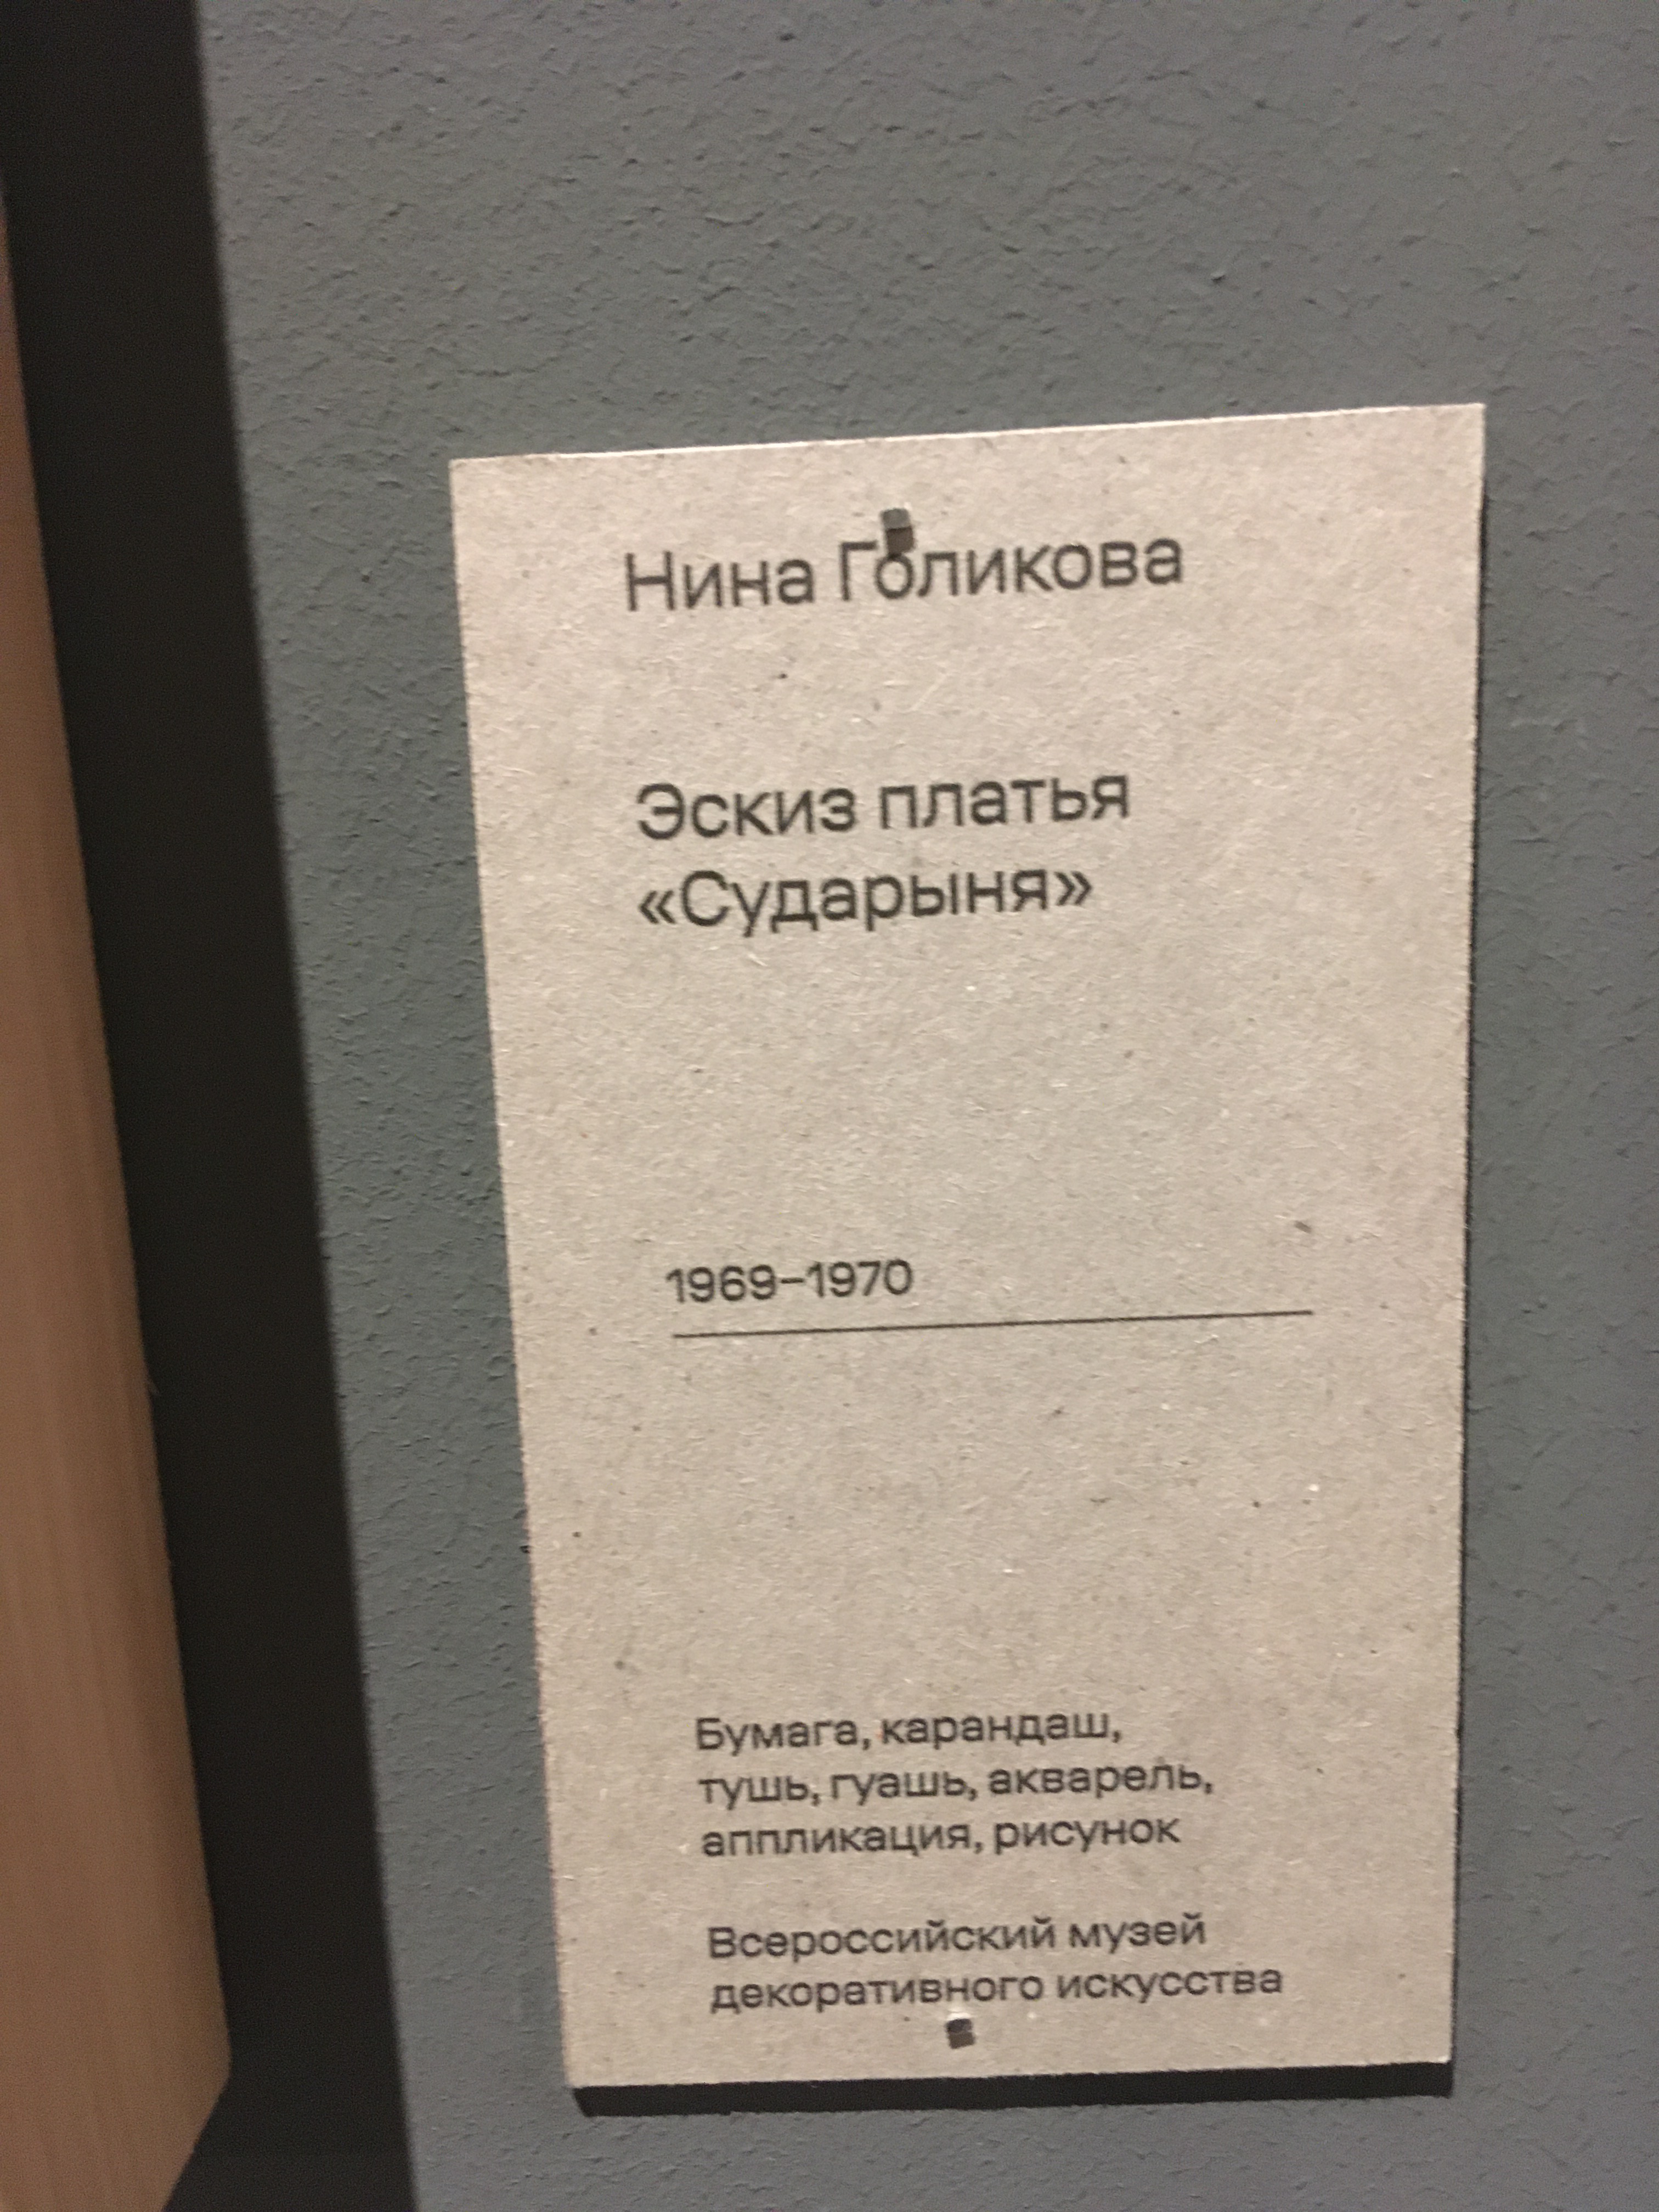 Нина Голикова
Эскиз платья
«Сударыня»
1969–1970
Бумага, карандаш,
тушь, гуашь, акварель,
аппликация, рисунок
Всероссийский музей
декоративного искусства